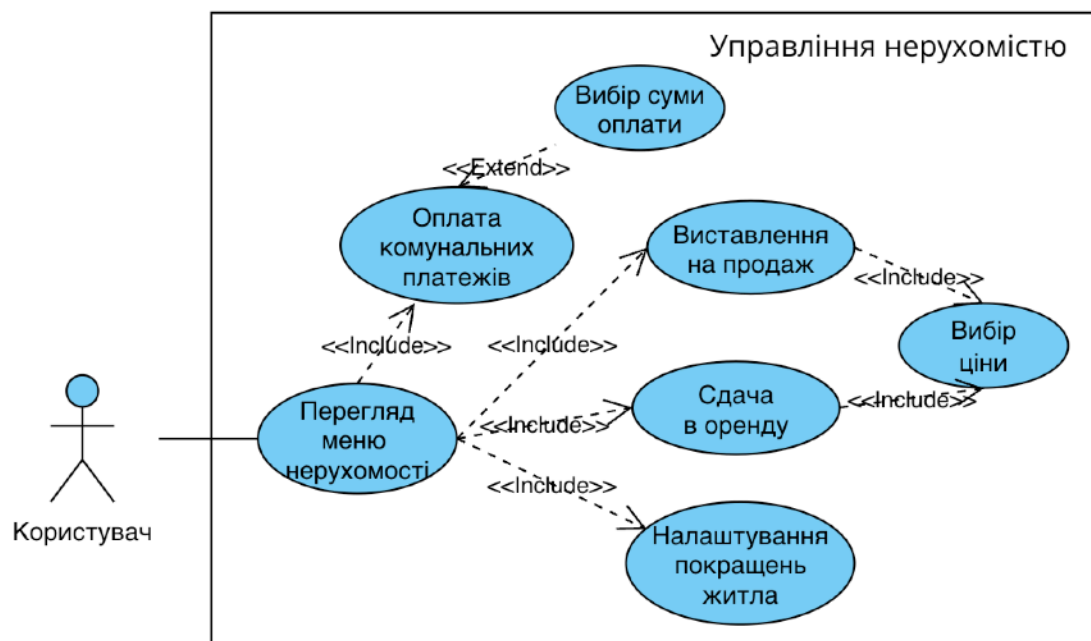 Управління нерухомістю
Вибір суми
оплати
<<Extend>>
Оплата
комунальних
платежів
Виставлення
на продаж
<<Include>>
<<Include>>
<<Include>>
Вибір
ціни
Перегляд
меню
нерухомості
Сдача
в оренду
<<Include>>
<<Include>>
<<Include>>
Налаштування
покращень
житла
Користувач